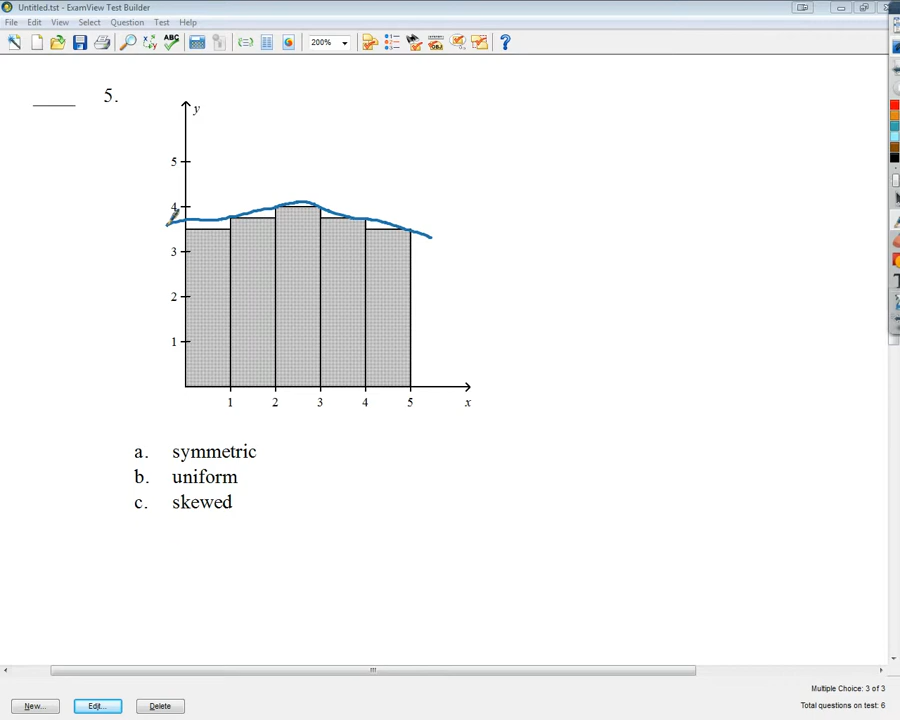 Untitled.tst - ExamView Test Builder
File Edit View Select Question Test Help
ABC
200%
OBJ
?
T
5.
y
5
4
3
2
1
1 2 3 4 5 x
a. symmetric
b. uniform
c. skewed
Multiple Choice: 3 of 3
New... Edit... Delete
Total questions on test: 6